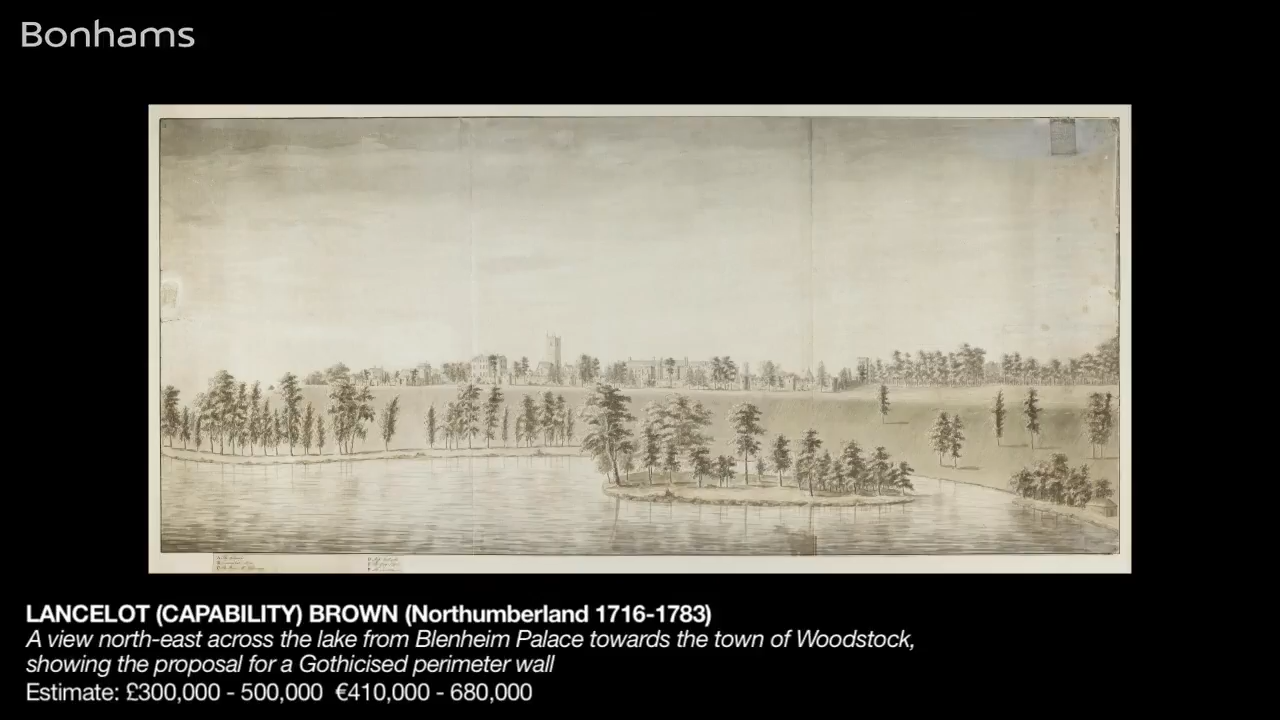 Bonhams
LANCELOT (CAPABILITY) BROWN (Northumberland 1716-1783)
A view north-east across the lake from Blenheim Palace towards the town of Woodstock,
showing the proposal for a Gothicised perimeter wall
Estimate: £300,000 - 500,000 €410,000 - 680,000